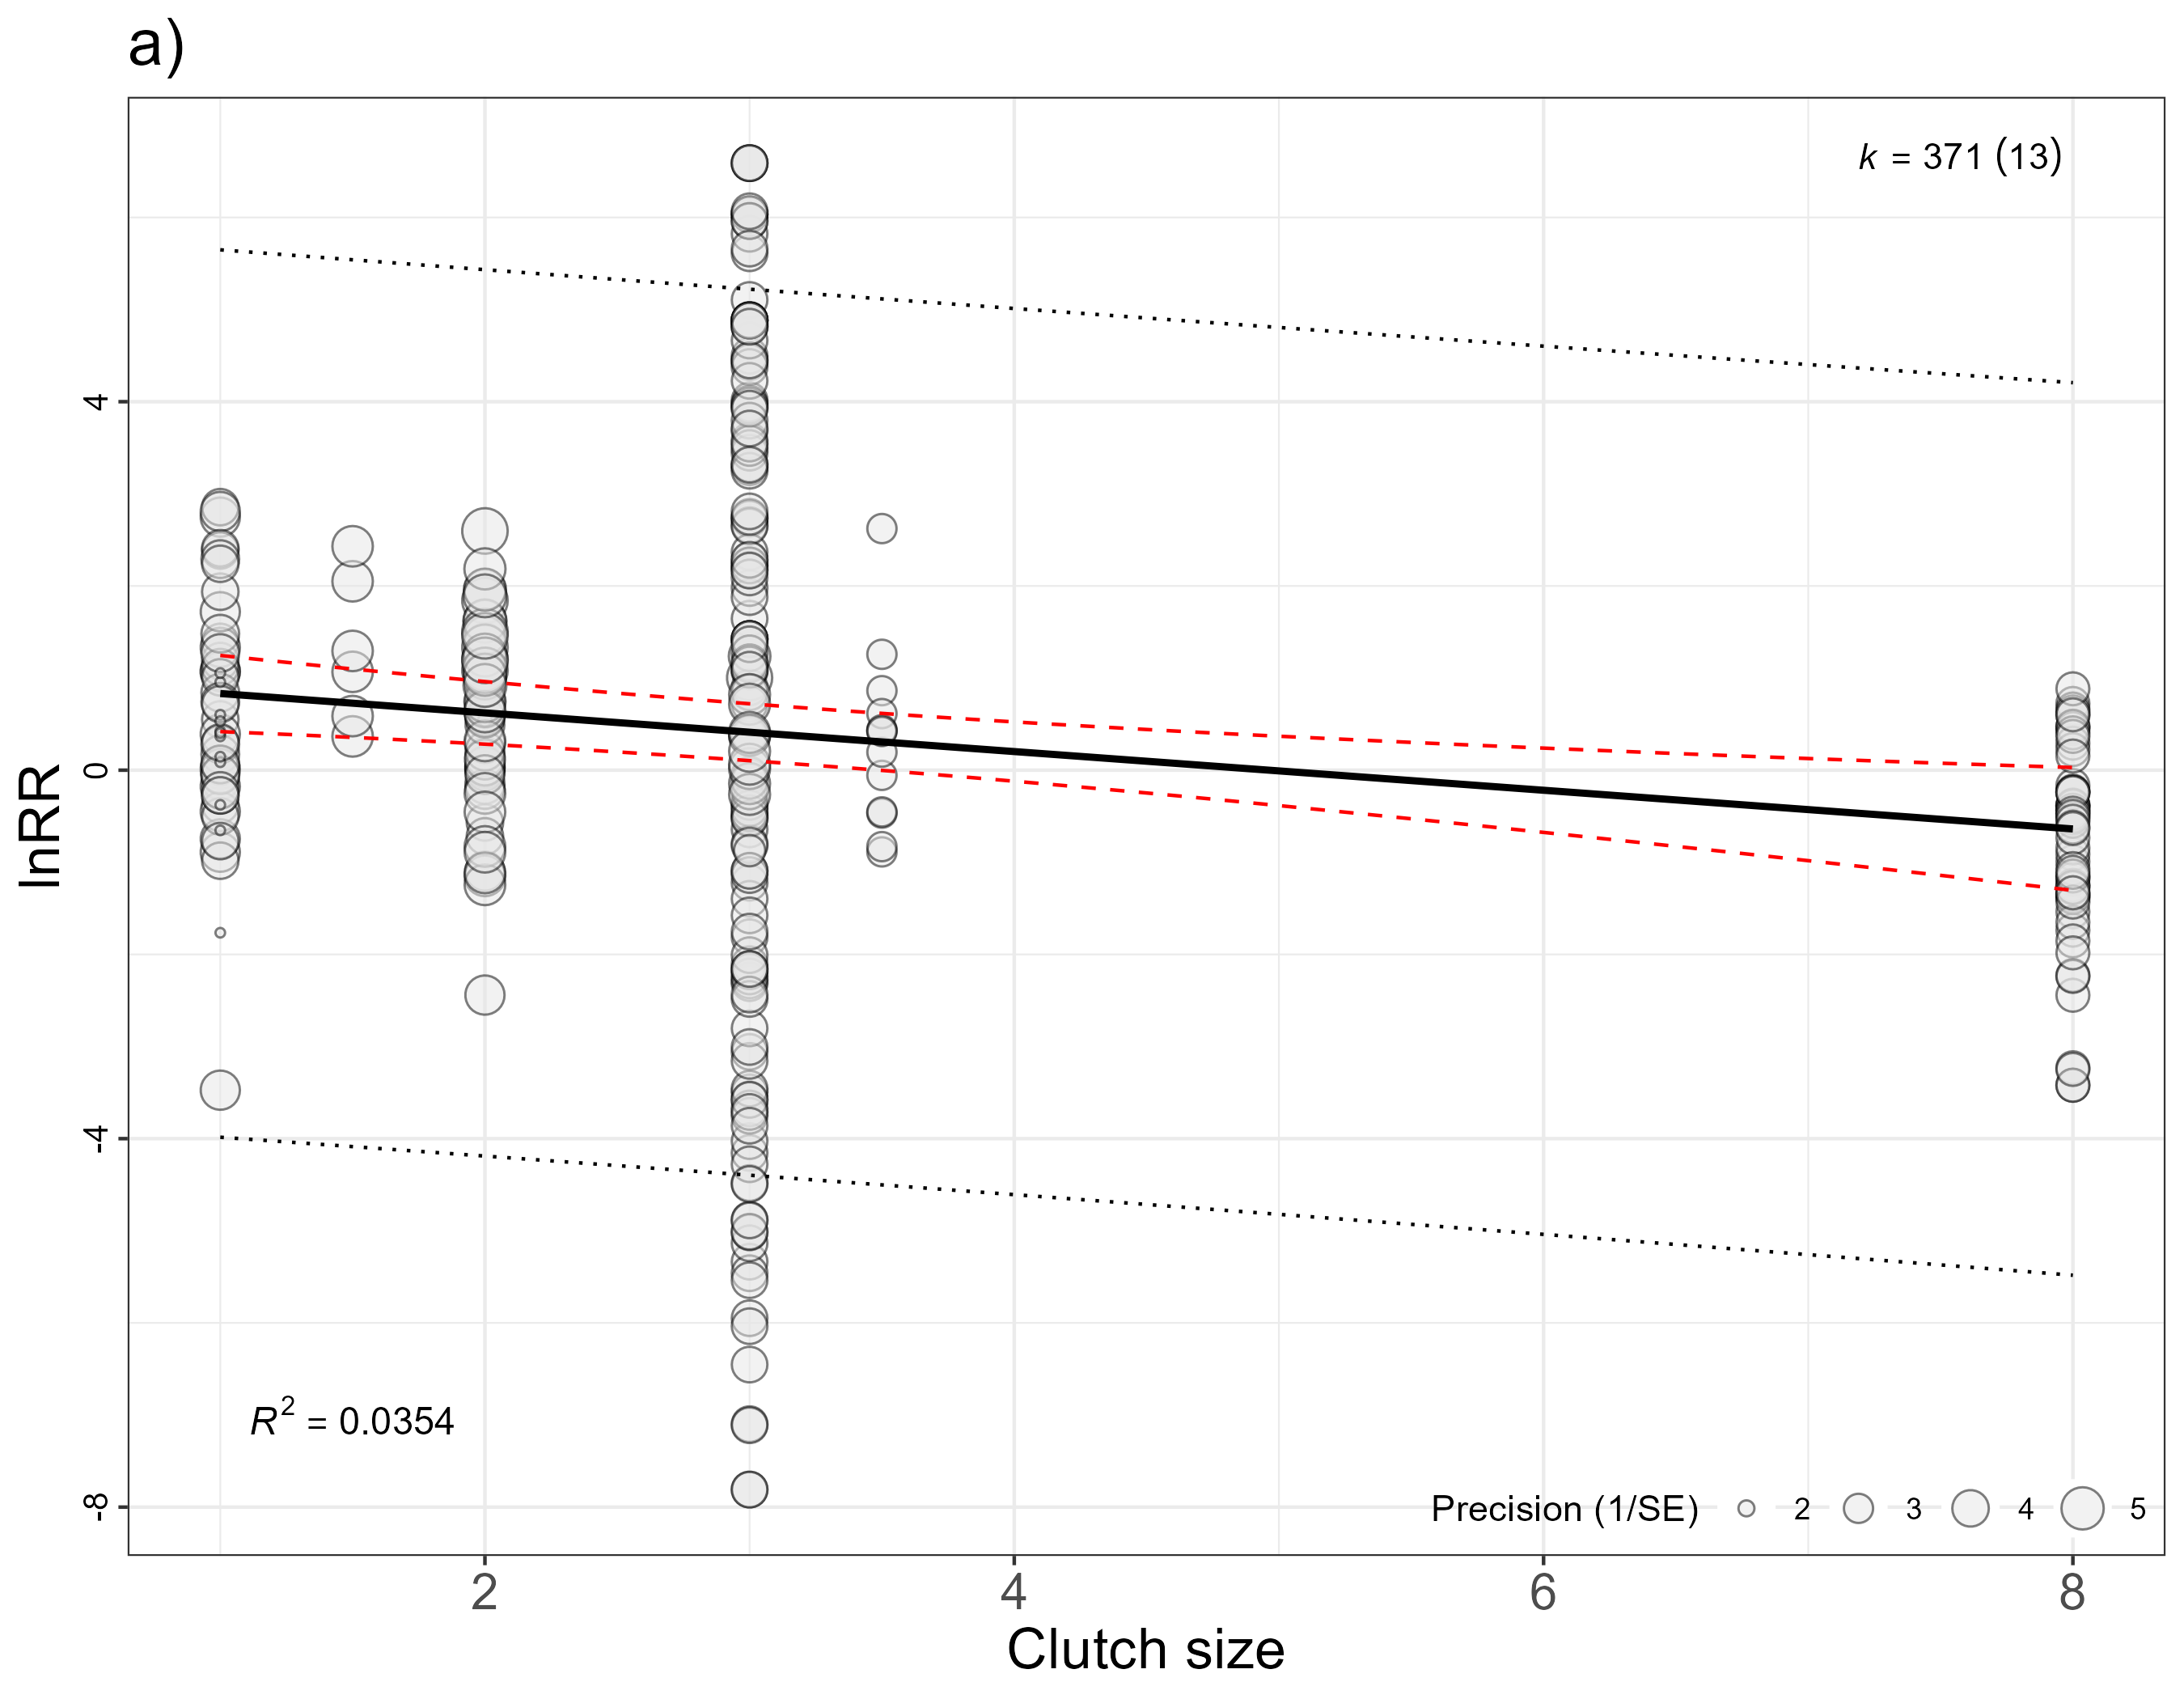 a)
k = 371 (13)
4
0
-4
-8
lnRR
R² = 0.0354
Precision (1/SE) 2 3 4 5
2 4 6 8
Clutch size